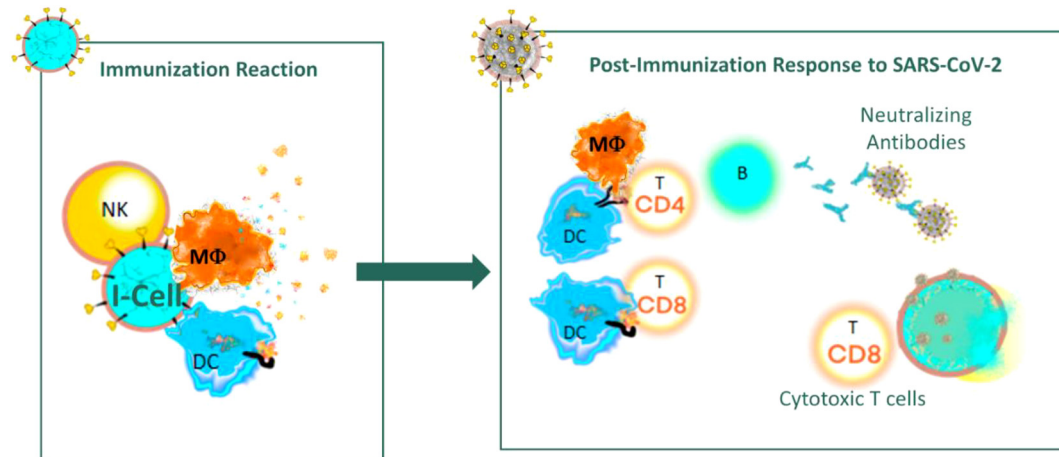 Immunization Reaction
NK
MΦ
I-Cell
DC
Post-Immunization Response to SARS-CoV-2
Neutralizing
Antibodies
MΦ
T
CD4
B
DC
T
CD8
DC
T
CD8
Cytotoxic T cells